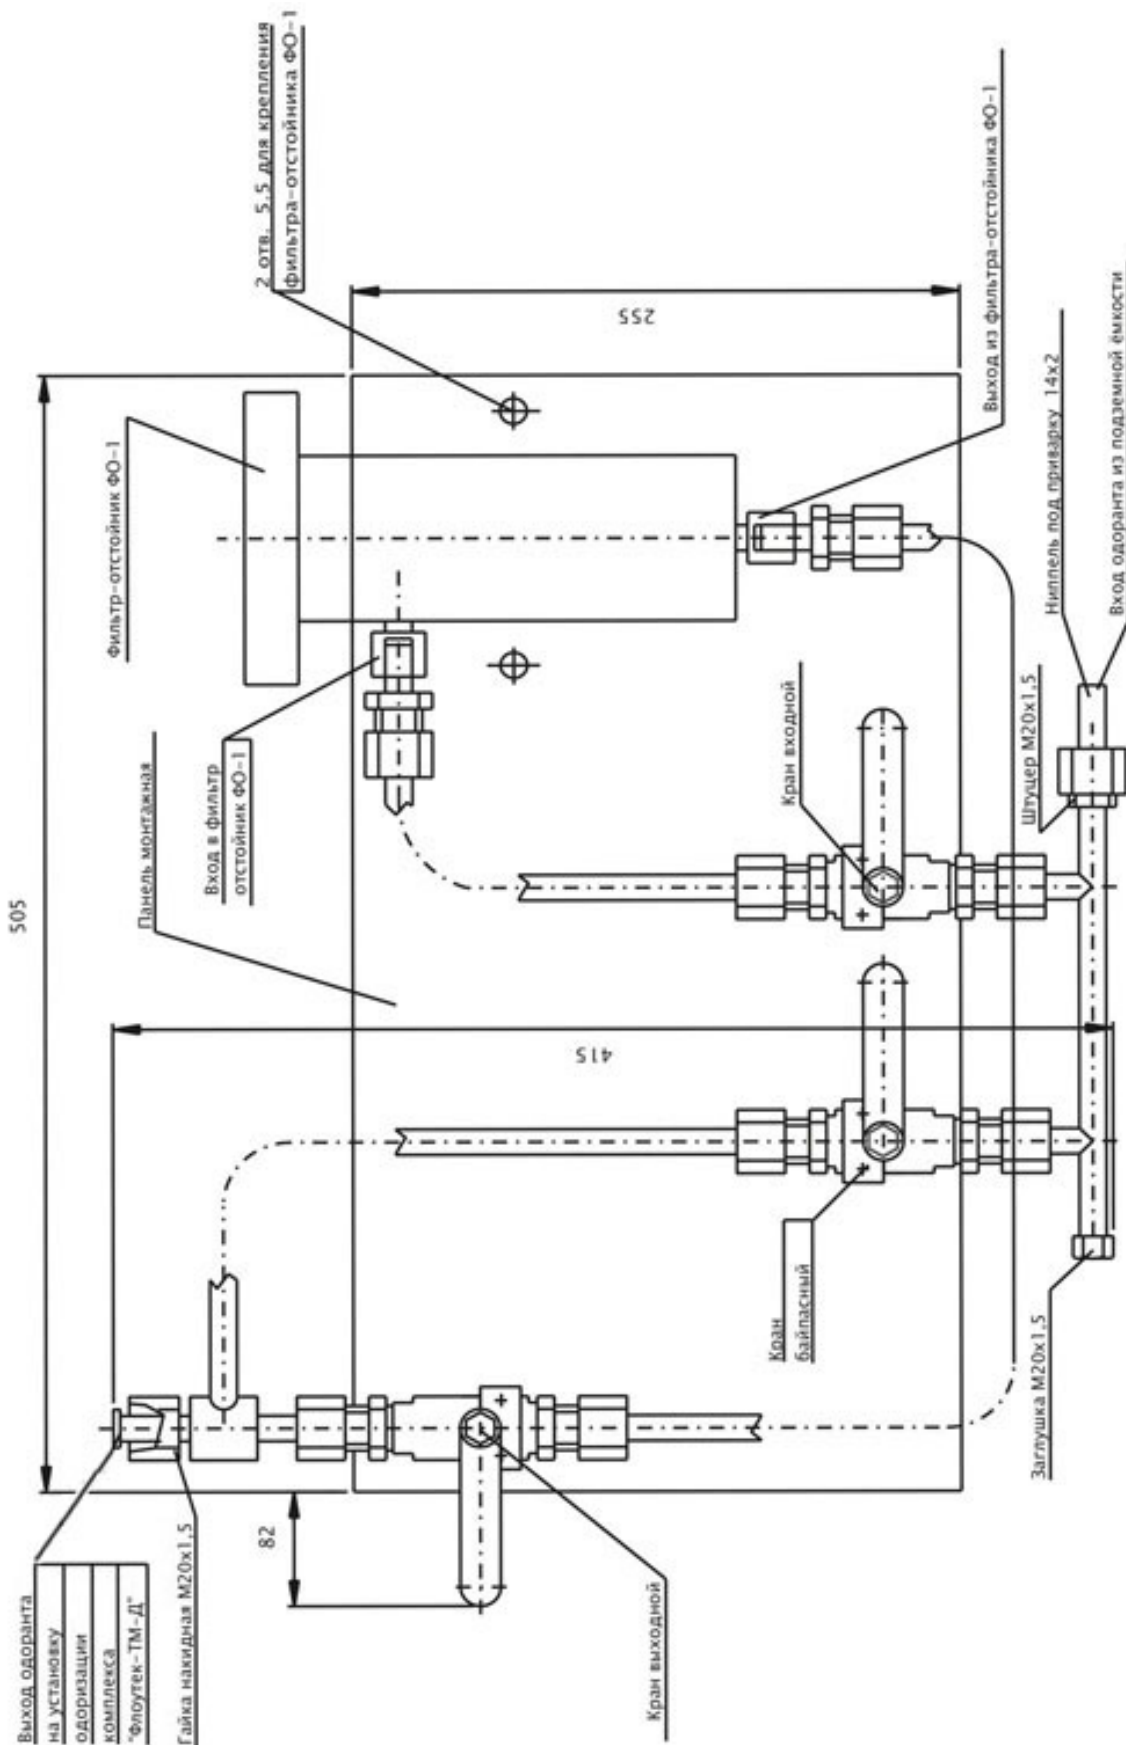 Выход одоранта
на установку
одоризации
комплекса
"Флоутек-ТМ-Д"
Гайка накидная М20х1,5
505
Фильтр-отстойник ФО-1
2 отв. 5,5 для крепления
фильтра-отстойника ФО-1
Панель монтажная
Вход в фильтр
отстойник ФО-1
82
415
255
Кран выходной
Кран
байпасный
Кран входной
Выход из фильтра-отстойника ФО-1
Заглушка М20х1,5
Штуцер М20х1,5
Ниппель под приварку 14х2
Вход одоранта из подземной ёмкости